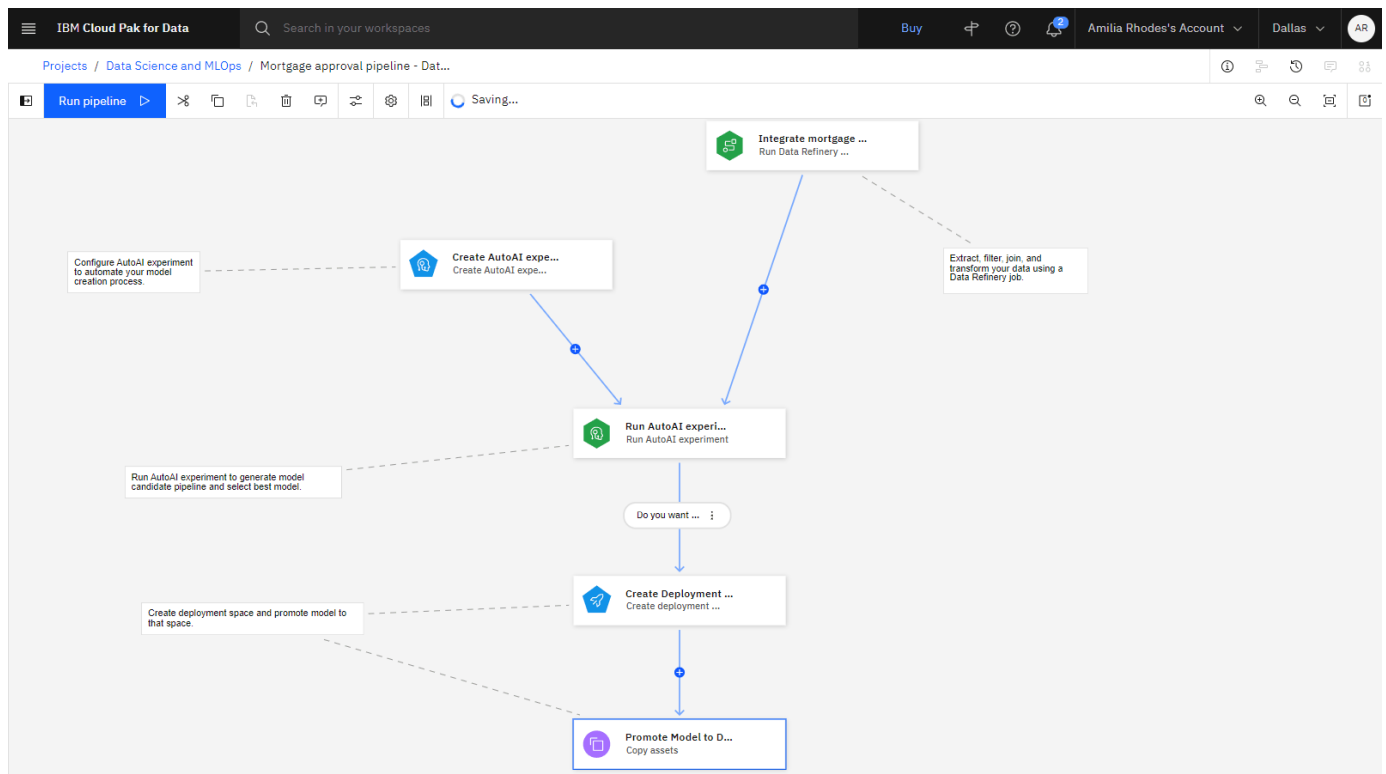 IBM Cloud Pak for Data
Search in your workspaces
Buy
2
Amilia Rhodes's Account
Dallas
AR
Projects / Data Science and MLOps / Mortgage approval pipeline - Dat...
Run pipeline
Saving...
Integrate mortgage ...
Run Data Refinery ...
Configure AutoAI experiment
to automate your model
creation process.
Create AutoAI expe...
Create AutoAI expe...
Extract, filter, join, and
transform your data using a
Data Refinery job.
Run AutoAI experi...
Run AutoAI experiment
Run AutoAI experiment to generate model
candidate pipeline and select best model.
Do you want ...
Create Deployment ...
Create deployment ...
Create deployment space and promote model to
that space.
Promote Model to D...
Copy assets